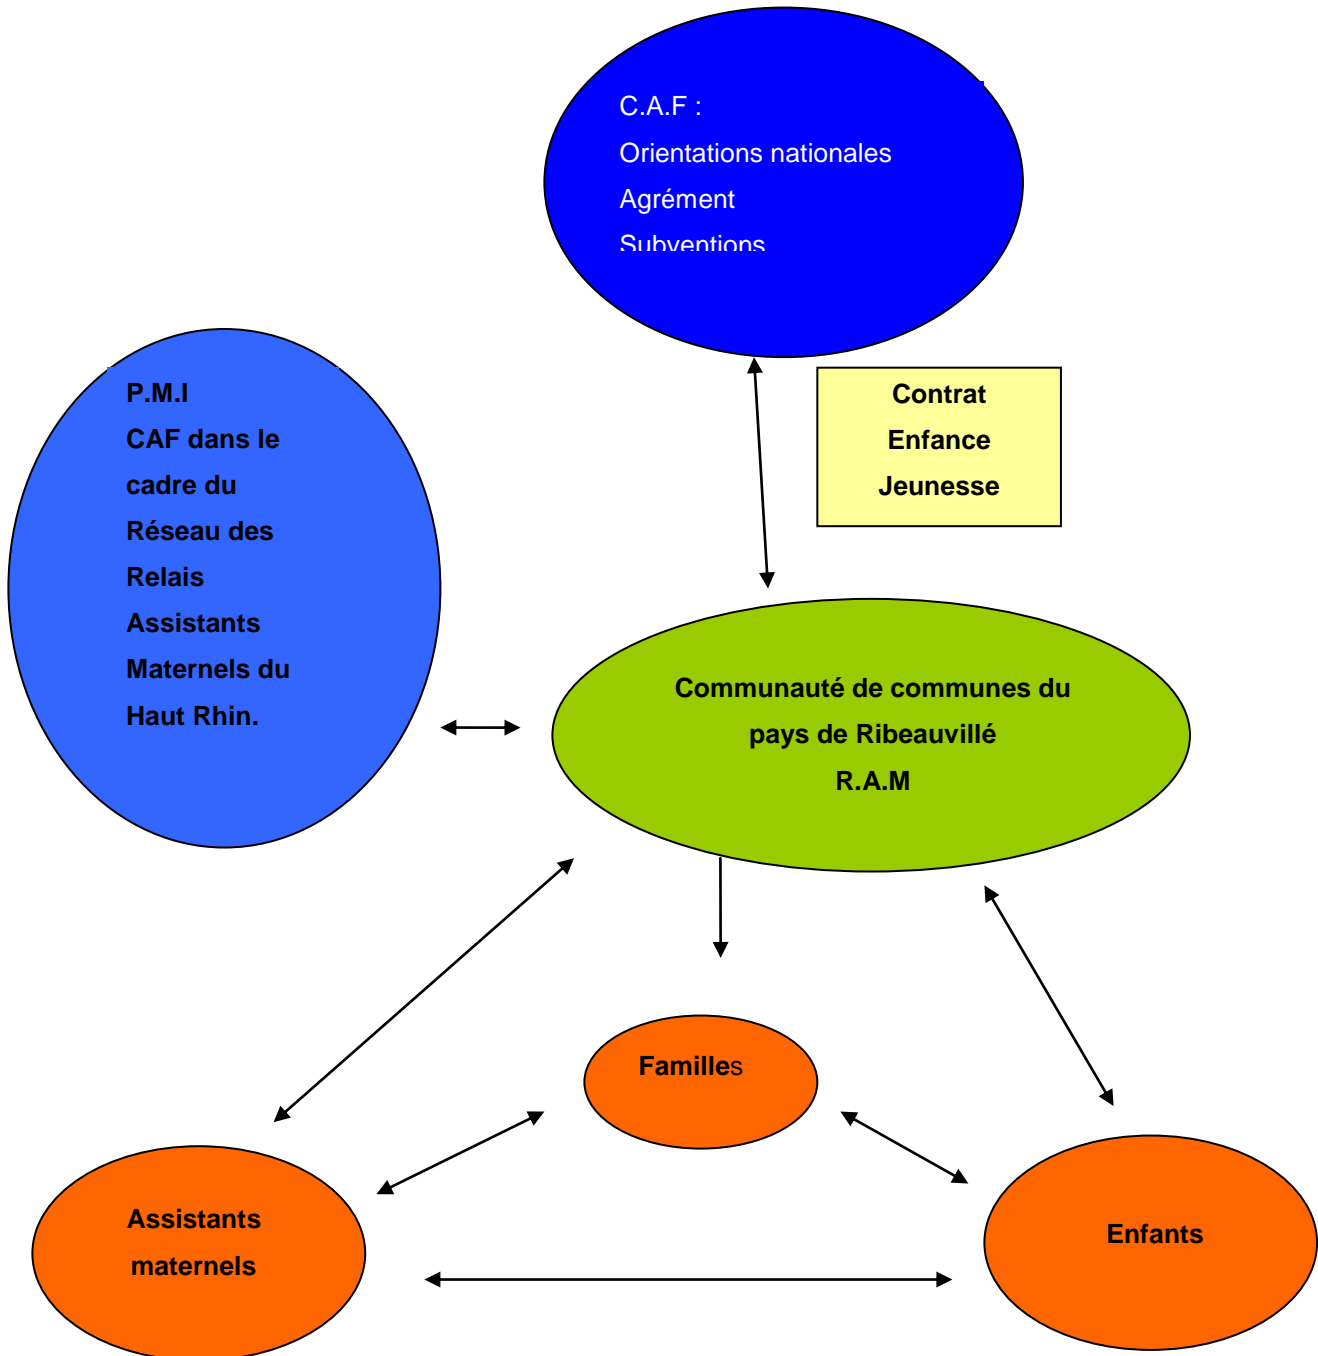 C.A.F :
Orientations nationales
Agrément
Subventions
P.M.I
CAF dans le
cadre du
Réseau des
Relais
Assistants
Maternels du
Haut Rhin.
Contrat
Enfance
Jeunesse
Communauté de communes du
pays de Ribeauvillé
R.A.M
Familles
Assistants
maternels
Enfants